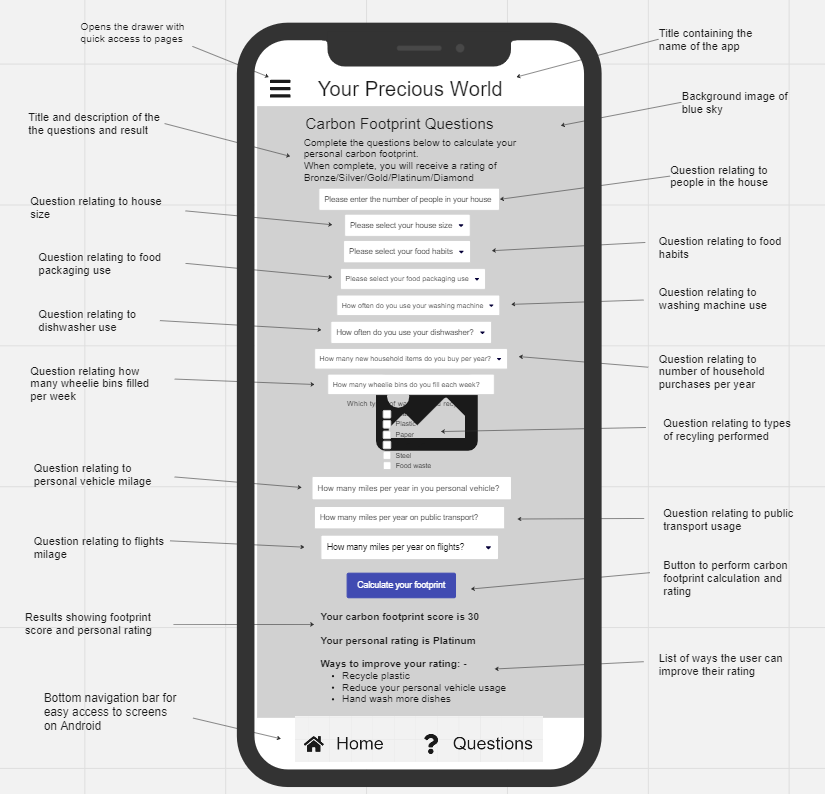 Opens the drawer with
quick access to pages
Title containing the
name of the app
Your Precious World
Background image of
blue sky
Title and description of the
the questions and result
Carbon Footprint Questions
Complete the questions below to calculate your
personal carbon footprint.
When complete, you will receive a rating of
Bronze/Silver/Gold/Platinum/Diamond
Question relating to
people in the house
Please enter the number of people in your house
Question relating to house
size
Please select your house size
Question relating to food
habits
Please select your food habits
Question relating to food
packaging use
Please select your food packaging use
Question relating to
washing machine use
How often do you use your washing machine
Question relating to
dishwasher use
How often do you use your dishwasher?
Question relating to
number of household
purchases per year
How many new household items do you buy per year?
Question relating how
many wheelie bins filled
per week
How many wheelie bins do you fill each week?
Which
of
Question relating to types
of recyling performed
Plastic
Paper
Steel
Food waste
Question relating to
personal vehicle milage
How many miles per year in you personal vehicle?
Question relating to public
transport usage
How many miles per year on public transport?
Question relating to flights
milage
How many miles per year on flights?
Button to perform carbon
footprint calculation and
rating
Calculate your footprint
Results showing footprint
score and personal rating
Your carbon footprint score is 30
Your personal rating is Platinum
List of ways the user can
improve their rating
Ways to improve your rating: -
• Recycle plastic
• Reduce your personal vehicle usage
• Hand wash more dishes
Bottom navigation bar for
easy access to screens
on Android
Home
Questions